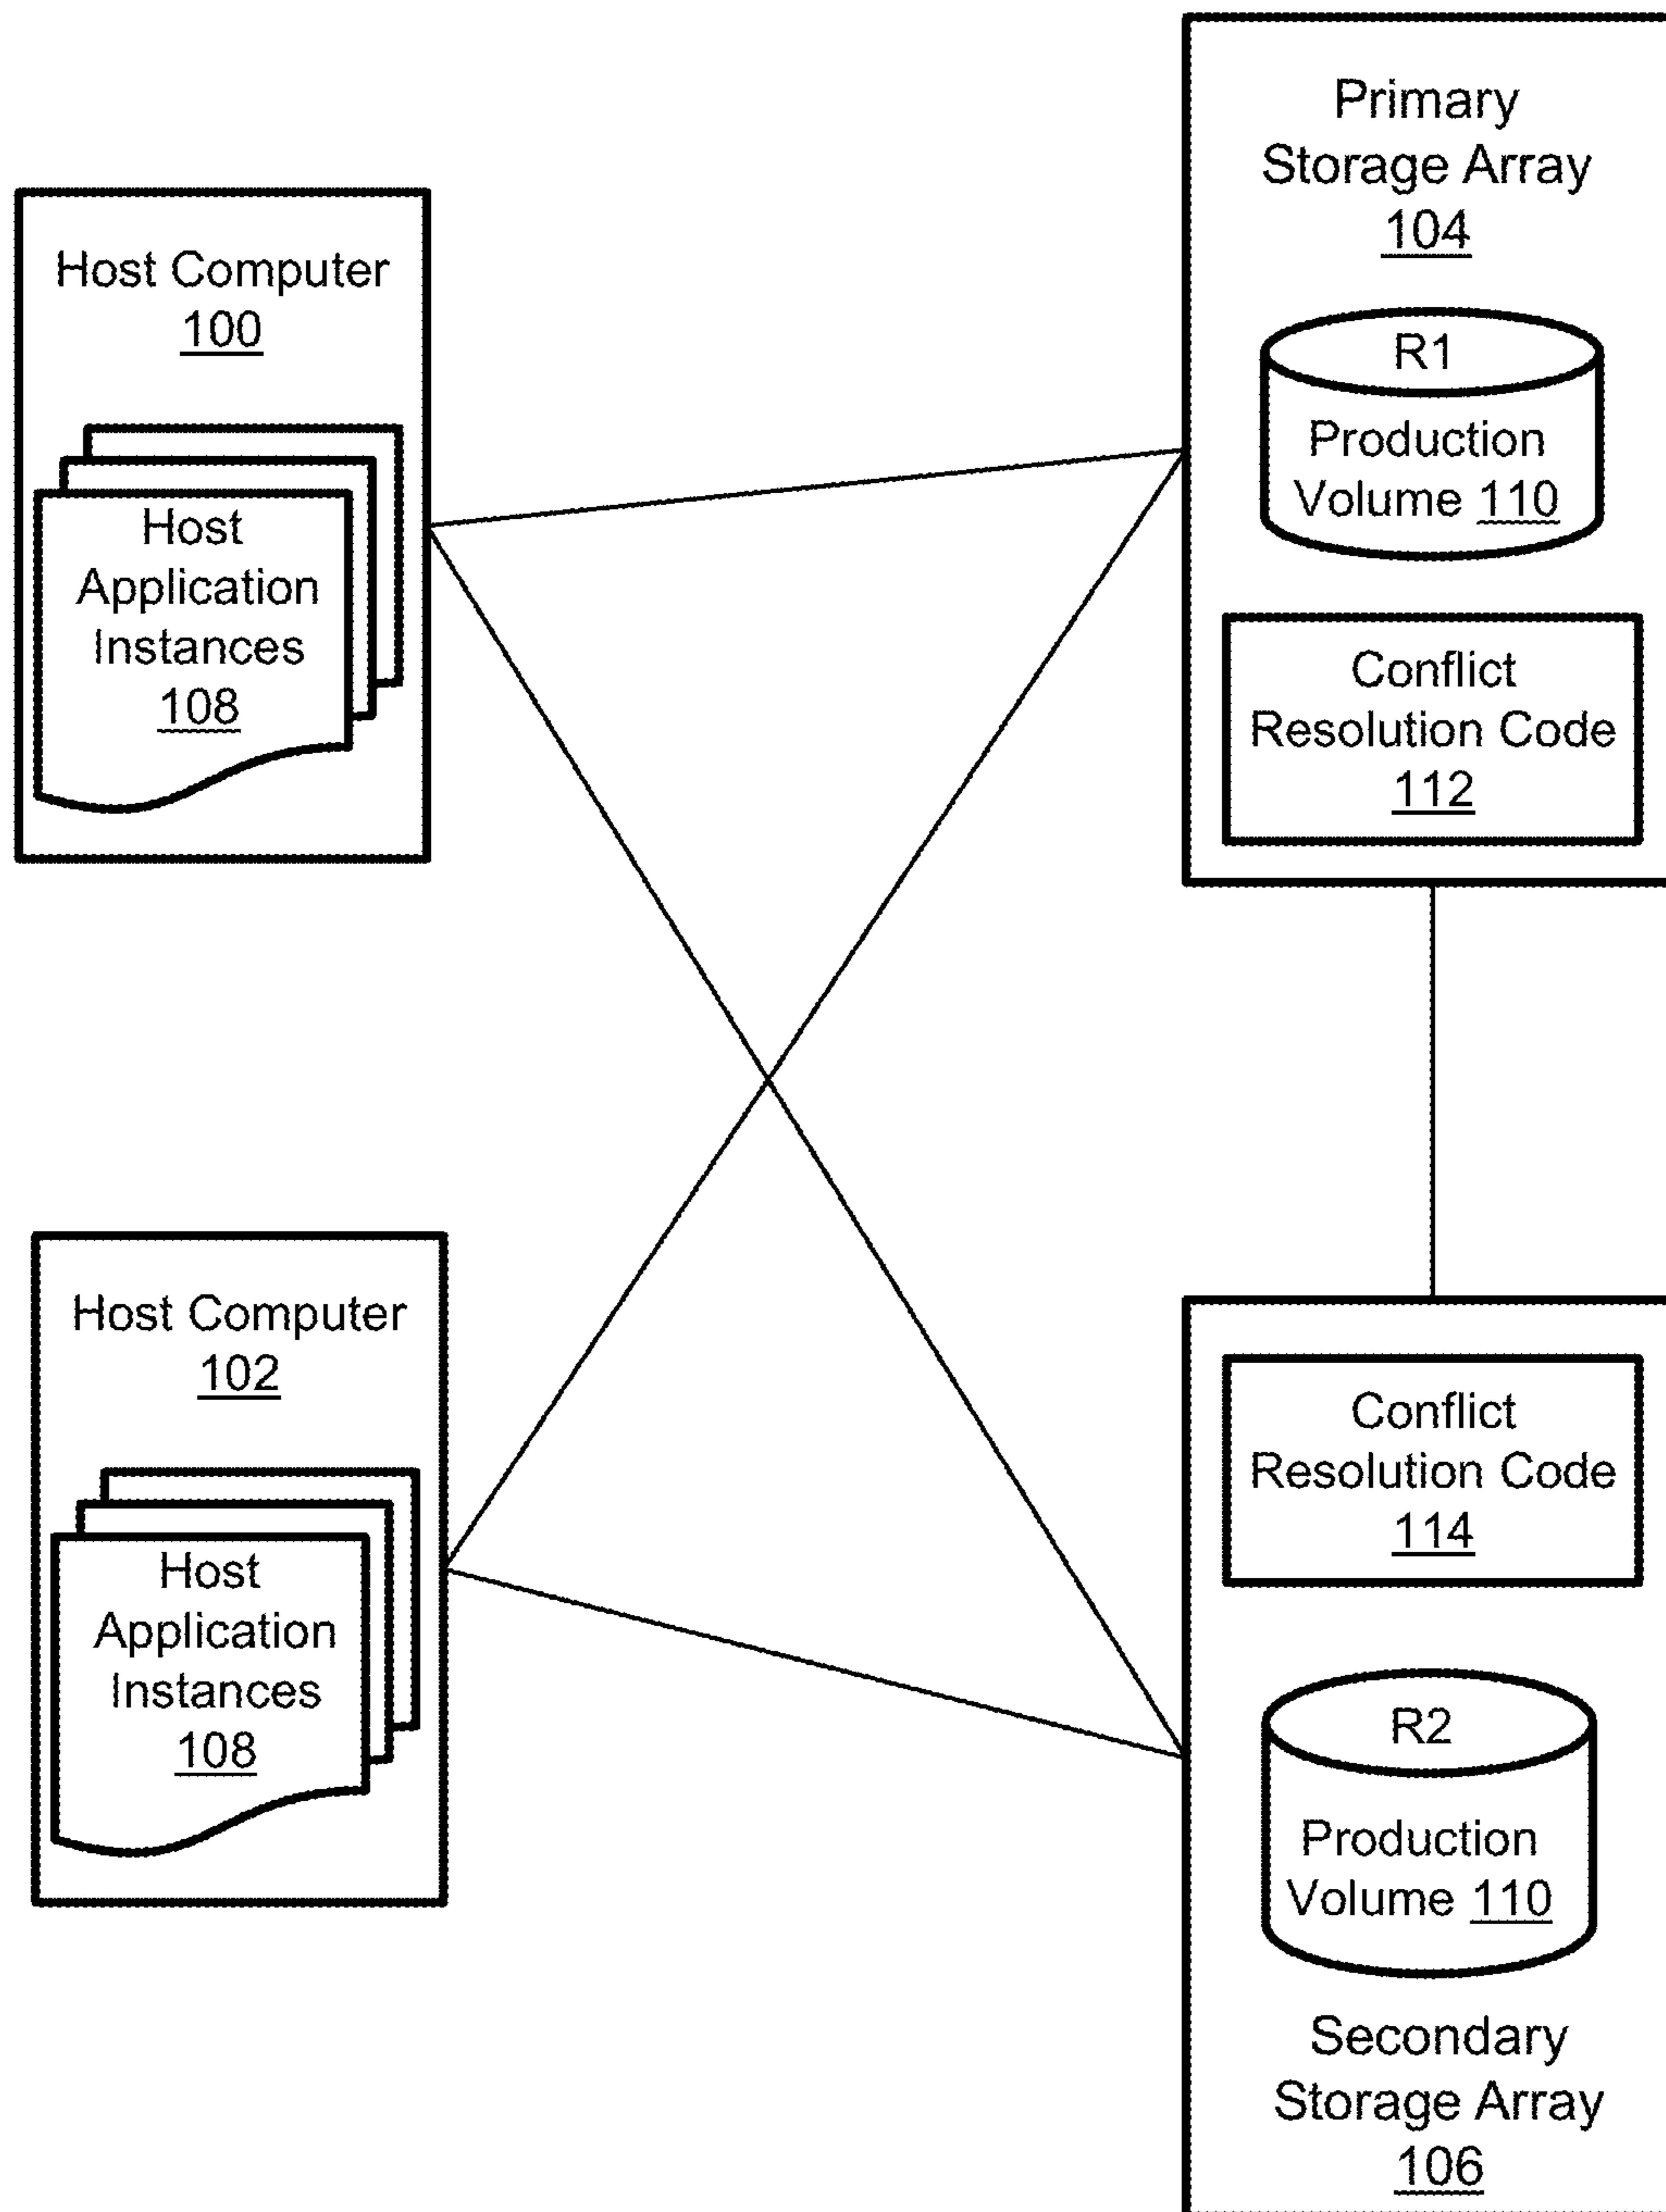 Host Computer
100
Host
Application
Instances
108
Primary
Storage Array
104
R1
Production
Volume 110
Conflict
Resolution Code
112
Host Computer
102
Host
Application
Instances
108
Conflict
Resolution Code
114
R2
Production
Volume 110
Secondary
Storage Array
106